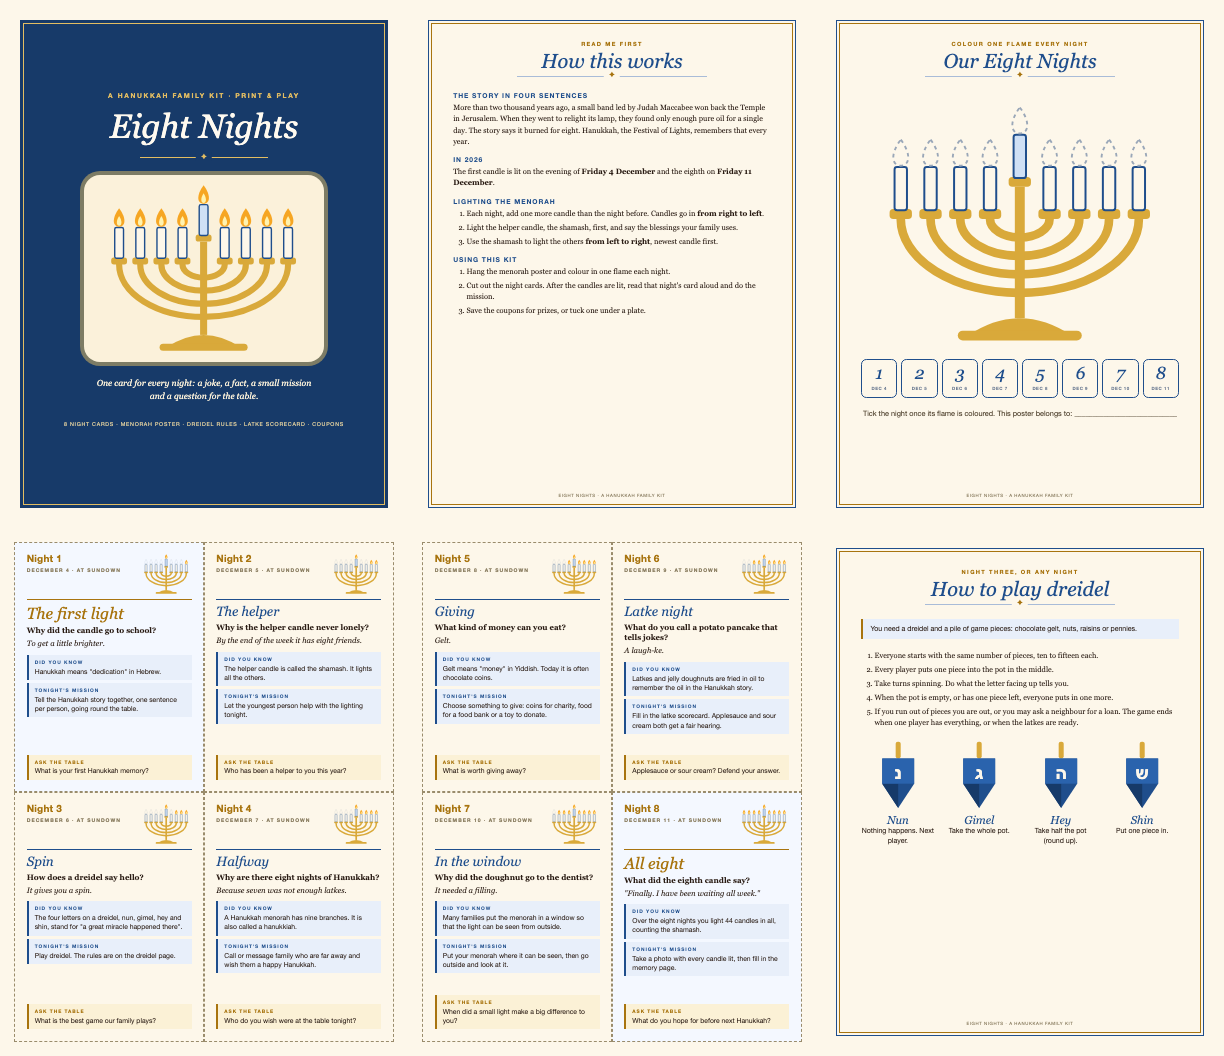 A HANUKKAH FAMILY KIT · PRINT & PLAY
Eight Nights
One card for every night: a joke, a fact, a small mission
and a question for the table.
8 NIGHT CARDS · MENORAH POSTER · DREIDEL RULES · LATKE SCORECARD · COUPONS
READ ME FIRST
How this works
THE STORY IN FOUR SENTENCES
More than two thousand years ago, a small band led by Judah Maccabee won back the Temple
in Jerusalem. When they went to relight its lamp, they found only enough pure oil for a single
day. The story says it burned for eight. Hanukkah, the Festival of Lights, remembers that every
year.
IN 2026
The first candle is lit on the evening of Friday 4 December and the eighth on Friday 11
December.
LIGHTING THE MENORAH
1. Each night, add one more candle than the night before. Candles go in from right to left.
2. Light the helper candle, the shamash, first, and say the blessings your family uses.
3. Use the shamash to light the others from left to right, newest candle first.
USING THIS KIT
1. Hang the menorah poster and colour in one flame each night.
2. Cut out the night cards. After the candles are lit, read that night's card aloud and do the
mission.
3. Save the coupons for prizes, or tuck one under a plate.
EIGHT NIGHTS · A HANUKKAH FAMILY KIT
COLOUR ONE FLAME EVERY NIGHT
Our Eight Nights
1 2 3 4 5 6 7 8
DEC 4 DEC 5 DEC 6 DEC 7 DEC 8 DEC 9 DEC 10 DEC 11
Tick the night once its flame is coloured. This poster belongs to:
EIGHT NIGHTS · A HANUKKAH FAMILY KIT
Night 1
DECEMBER 4 · AT SUNDOWN
The first light
Why did the candle go to school?
To get a little brighter.
DID YOU KNOW
Hanukkah means "dedication" in Hebrew.
TONIGHT'S MISSION
Tell the Hanukkah story together, one sentence
per person, going round the table.
ASK THE TABLE
What is your first Hanukkah memory?
Night 2
DECEMBER 5 · AT SUNDOWN
The helper
Why is the helper candle never lonely?
By the end of the week it has eight friends.
DID YOU KNOW
The helper candle is called the shamash. It lights
all the others.
TONIGHT'S MISSION
Let the youngest person help with the lighting
tonight.
ASK THE TABLE
Who has been a helper to you this year?
Night 3
DECEMBER 6 · AT SUNDOWN
Spin
How does a dreidel say hello?
It gives you a spin.
DID YOU KNOW
The four letters on a dreidel, nun, gimel, hey and
shin, stand for "a great miracle happened there".
TONIGHT'S MISSION
Play dreidel. The rules are on the dreidel page.
ASK THE TABLE
What is the best game our family plays?
Night 4
DECEMBER 7 · AT SUNDOWN
Halfway
Why are there eight nights of Hanukkah?
Because seven was not enough latkes.
DID YOU KNOW
A Hanukkah menorah has nine branches. It is
also called a hanukkiah.
TONIGHT'S MISSION
Call or message family who are far away and
wish them a happy Hanukkah.
ASK THE TABLE
Who do you wish were at the table tonight?
Night 5
DECEMBER 8 · AT SUNDOWN
Giving
What kind of money can you eat?
Gelt.
DID YOU KNOW
Gelt means "money" in Yiddish. Today it is often
chocolate coins.
TONIGHT'S MISSION
Choose something to give: coins for charity, food
for a food bank or a toy to donate.
ASK THE TABLE
What is worth giving away?
Night 6
DECEMBER 9 · AT SUNDOWN
Latke night
What do you call a potato pancake that
tells jokes?
A laugh-ke.
DID YOU KNOW
Latkes and jelly doughnuts are fried in oil to
remember the oil in the Hanukkah story.
TONIGHT'S MISSION
Fill in the latke scorecard. Applesauce and sour
cream both get a fair hearing.
ASK THE TABLE
Applesauce or sour cream? Defend your answer.
Night 7
DECEMBER 10 · AT SUNDOWN
In the window
Why did the doughnut go to the dentist?
It needed a filling.
DID YOU KNOW
Many families put the menorah in a window so
that the light can be seen from outside.
TONIGHT'S MISSION
Put your menorah where it can be seen, then go
outside and look at it.
ASK THE TABLE
When did a small light make a big difference to
you?
Night 8
DECEMBER 11 · AT SUNDOWN
All eight
What did the eighth candle say?
"Finally. I have been waiting all week."
DID YOU KNOW
Over the eight nights you light 44 candles in all,
counting the shamash.
TONIGHT'S MISSION
Take a photo with every candle lit, then fill in the
memory page.
ASK THE TABLE
What do you hope for before next Hanukkah?
NIGHT THREE, OR ANY NIGHT
How to play dreidel
You need a dreidel and a pile of game pieces: chocolate gelt, nuts, raisins or pennies.
1. Everyone starts with the same number of pieces, ten to fifteen each.
2. Every player puts one piece into the pot in the middle.
3. Take turns spinning. Do what the letter facing up tells you.
4. When the pot is empty, or has one piece left, everyone puts in one more.
5. If you run out of pieces you are out, or you may ask a neighbour for a loan. The game ends
when one player has everything, or when the latkes are ready.
נ ג ה ש
Nun Gimel Hey Shin
Nothing happens. Next
player.
Take the whole pot.
Take half the pot
(round up).
Put one piece in.
EIGHT NIGHTS · A HANUKKAH FAMILY KIT